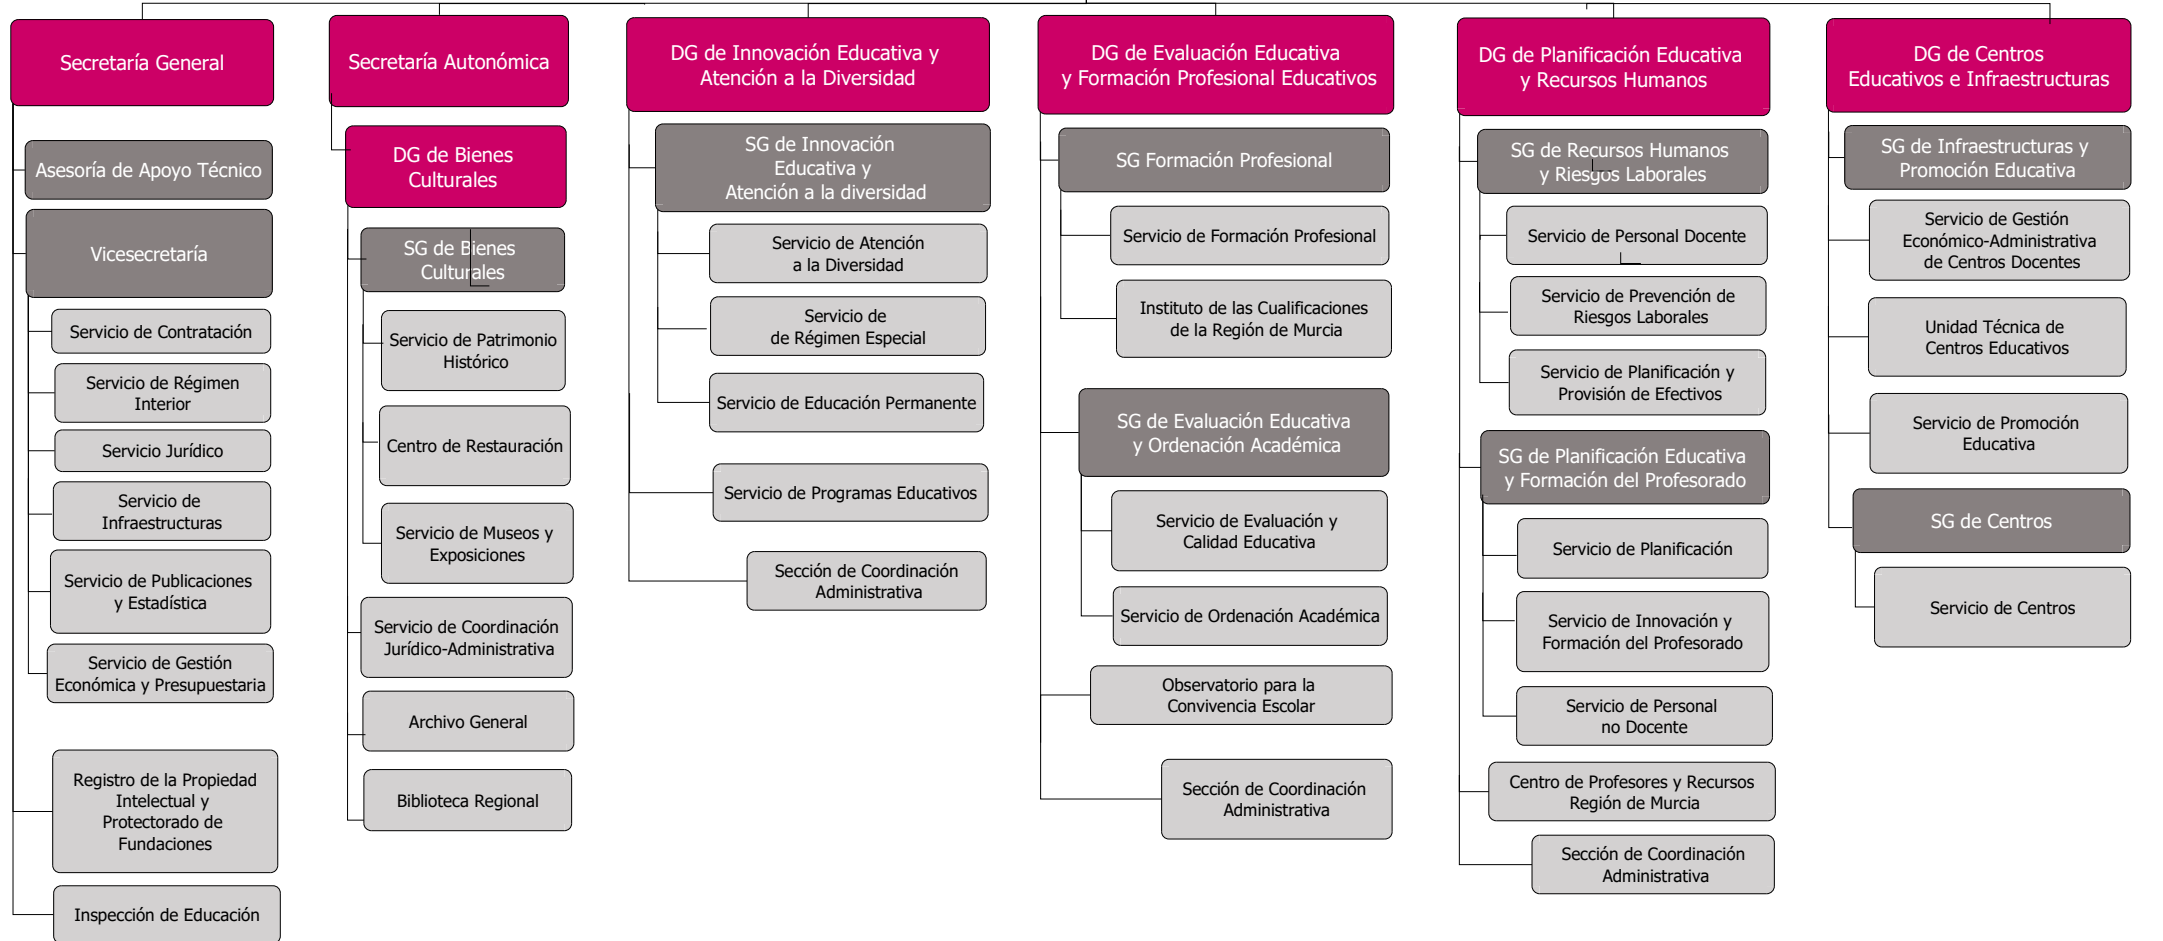 Secretaría General
Asesoría de Apoyo Técnico
Vicesecretaría
Servicio de Contratación
Servicio de Régimen
Interior
Servicio Jurídico
Servicio de
Infraestructuras
Servicio de Publicaciones
y Estadística
Servicio de Gestión
Económica y Presupuestaria
Registro de la Propiedad
Intelectual y
Protectorado de
Fundaciones
Inspección de Educación
Secretaría Autonómica
DG de Bienes
Culturales
SG de Bienes
Culturales
Servicio de Patrimonio
Histórico
Centro de Restauración
Servicio de Museos y
Exposiciones
Servicio de Coordinación
Jurídico-Administrativa
Archivo General
Biblioteca Regional
DG de Innovación Educativa y
Atención a la Diversidad
SG de Innovación
Educativa y
Atención a la diversidad
Servicio de Atención
a la Diversidad
Servicio de
de Régimen Especial
Servicio de Educación Permanente
Servicio de Programas Educativos
Sección de Coordinación
Administrativa
DG de Evaluación Educativa
y Formación Profesional Educativos
SG Formación Profesional
Servicio de Formación Profesional
Instituto de las Cualificaciones
de la Región de Murcia
SG de Evaluación Educativa
y Ordenación Académica
Servicio de Evaluación y
Calidad Educativa
Servicio de Ordenación Académica
Observatorio para la
Convivencia Escolar
Sección de Coordinación
Administrativa
DG de Planificación Educativa
y Recursos Humanos
SG de Recursos Humanos
y Riesgos Laborales
Servicio de Personal Docente
Servicio de Prevención de
Riesgos Laborales
Servicio de Planificación y
Provisión de Efectivos
SG de Planificación Educativa
y Formación del Profesorado
Servicio de Planificación
Servicio de Innovación y
Formación del Profesorado
Servicio de Personal
no Docente
Centro de Profesores y Recursos
Región de Murcia
Sección de Coordinación
Administrativa
DG de Centros
Educativos e Infraestructuras
SG de Infraestructuras y
Promoción Educativa
Servicio de Gestión
Económico-Administrativa
de Centros Docentes
Unidad Técnica de
Centros Educativos
Servicio de Promoción
Educativa
SG de Centros
Servicio de Centros